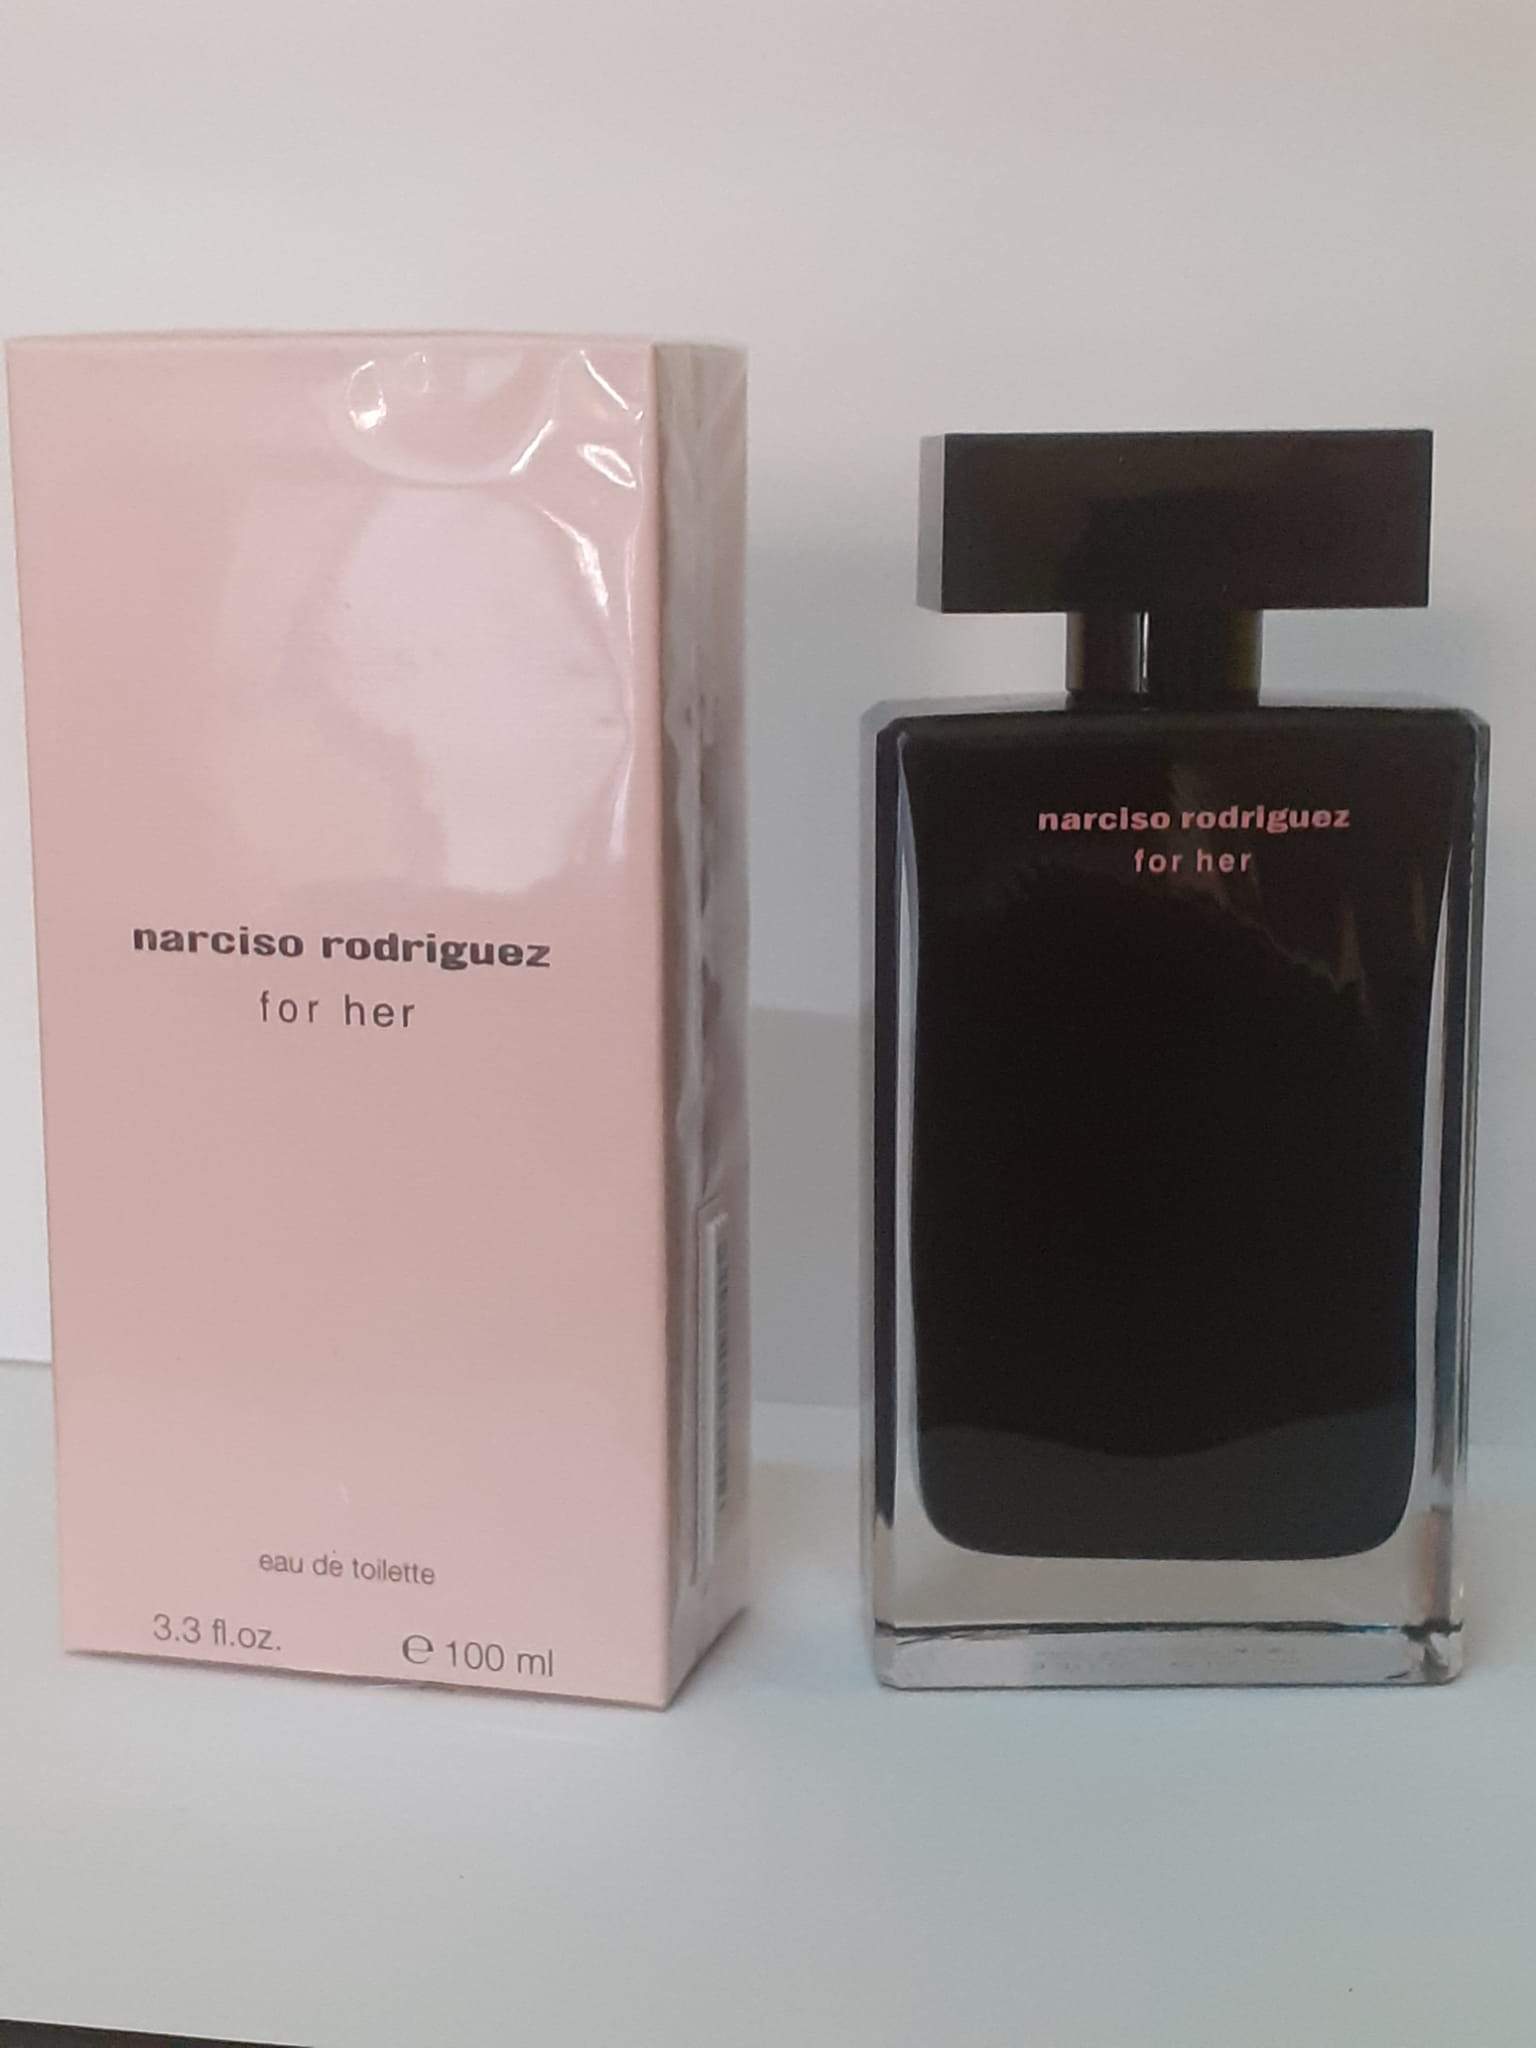 narciso rodriguez
for her
eau de toilette
3.3 fl.oz.
e 100 ml
narciso rodriguez
for her